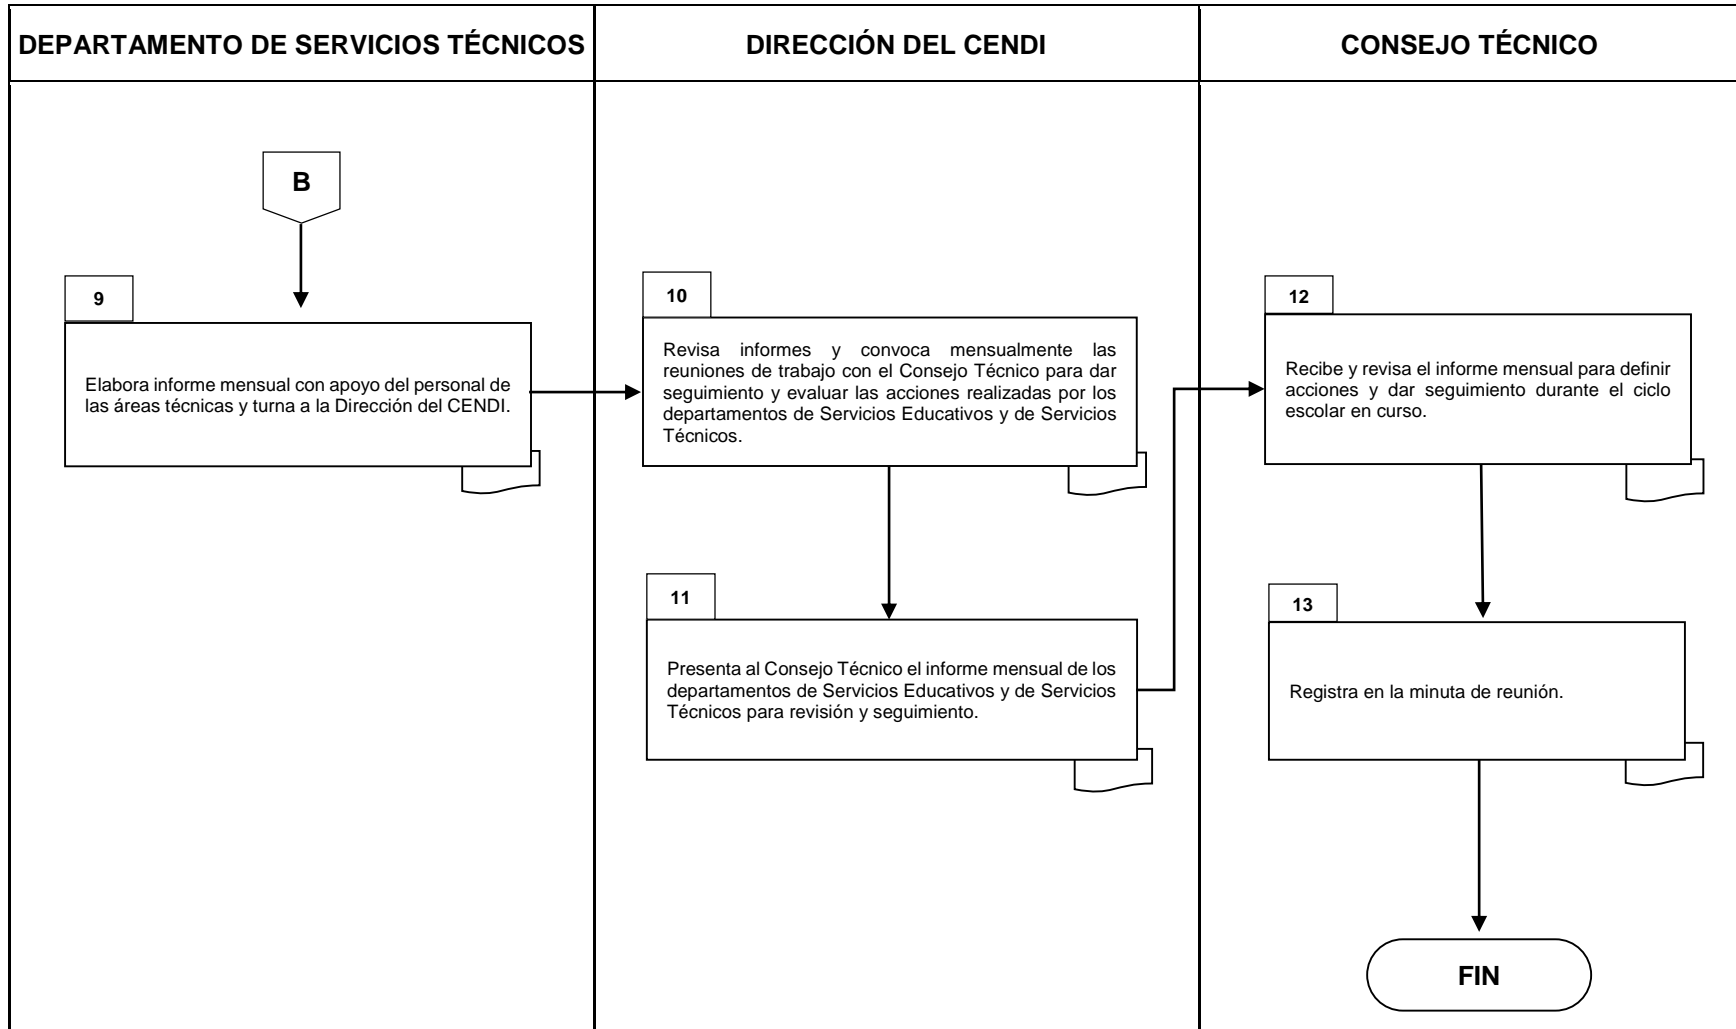 DEPARTAMENTO DE SERVICIOS TÉCNICOS
DIRECCIÓN DEL CENDI
CONSEJO TÉCNICO
B
9
Elabora informe mensual con apoyo del personal de
las áreas técnicas y turna a la Dirección del CENDI.
10
Revisa informes y convoca mensualmente las
reuniones de trabajo con el Consejo Técnico para dar
seguimiento y evaluar las acciones realizadas por los
departamentos de Servicios Educativos y de Servicios
Técnicos.
11
Presenta al Consejo Técnico el informe mensual de los
departamentos de Servicios Educativos y de Servicios
Técnicos para revisión y seguimiento.
12
Recibe y revisa el informe mensual para definir
acciones y dar seguimiento durante el ciclo
escolar en curso.
13
Registra en la minuta de reunión.
FIN